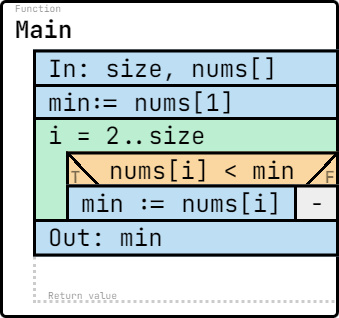 Function
Main
In: size, nums[]
min:= nums[1]
i = 2..size
T nums[i] < min F
min := nums[i] -
Out: min
Return value